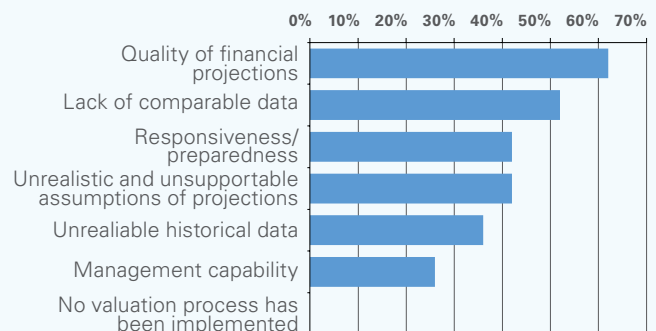 0% 10% 20% 30% 40% 50% 60% 70%
Quality of financial
projections
Lack of comparable data
Responsiveness/
preparedness
Unrealistic and unsupportable
assumptions of projections
Unrealiable historical data
Management capability
No valuation process has
been implemented